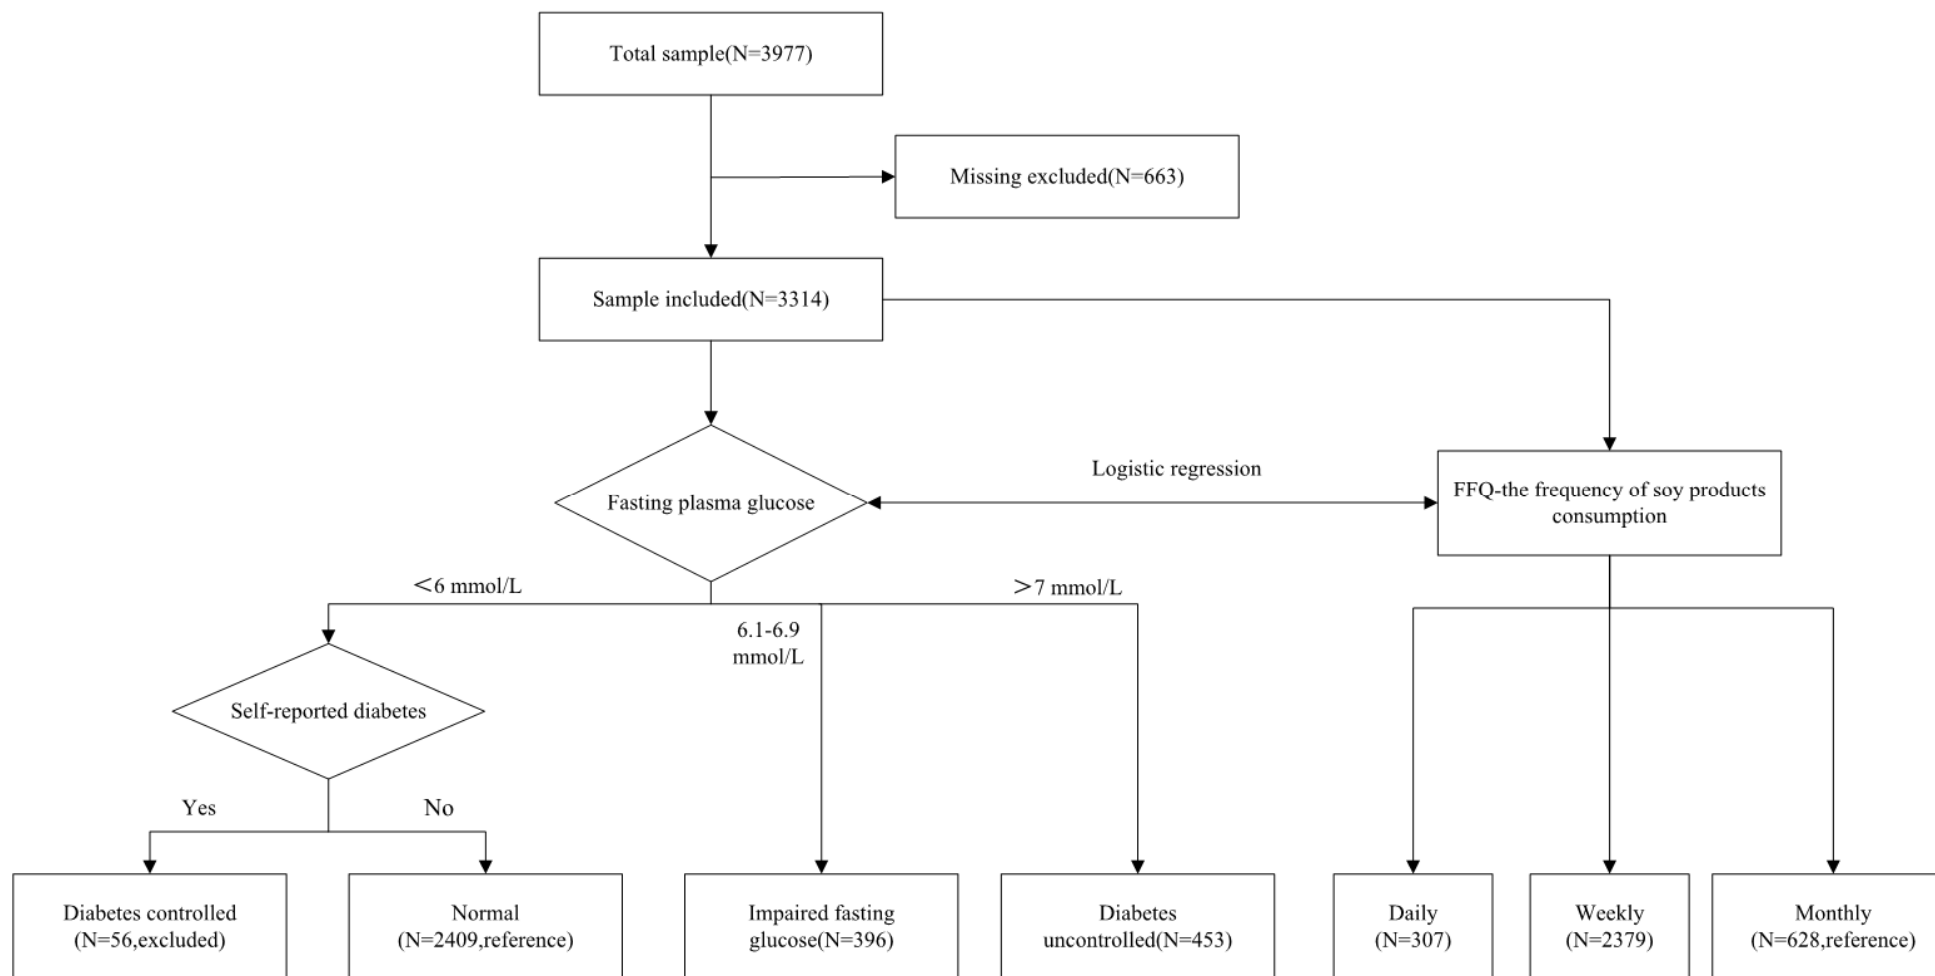 Total sample(N=3977)
Missing excluded(N=663)
Sample included(N=3314)
Logistic regression
Fasting plasma glucose
FFQ-the frequency of soy products
consumption
<6 mmol/L
>7 mmol/L
6.1-6.9
mmol/L
Self-reported diabetes
Yes
No
Diabetes controlled
(N=56,excluded)
Normal
(N=2409,reference)
Impaired fasting
glucose(N=396)
Diabetes
uncontrolled(N=453)
Daily
(N=307)
Weekly
(N=2379)
Monthly
(N=628,reference)